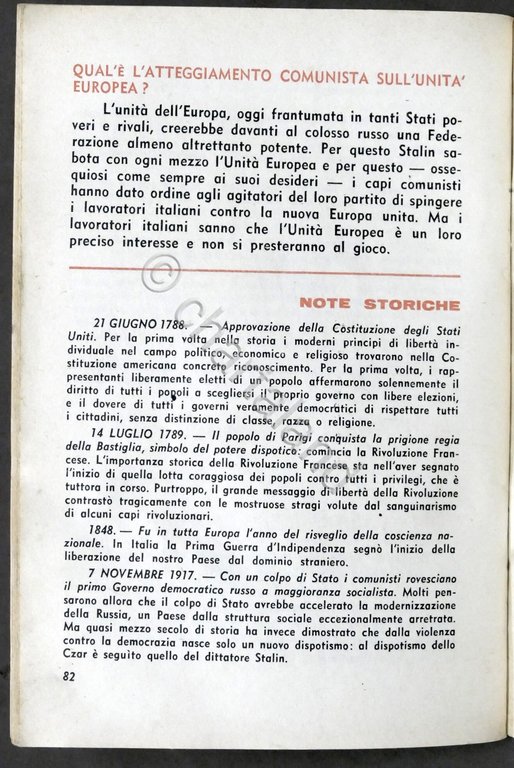 QUAL'È L'ATTEGGIAMENTO COMUNISTA SULL'UNITA'
EUROPEA?
L'unità dell'Europa, oggi frantumata in tanti Stati po-
veri e rivali, creerebbe davanti al colosso russo una Fede-
razione almeno altrettanto potente. Per questo Stalin sa-
bota con ogni mezzo l'Unità Europea e per questo — osse-
quiosi come sempre ai suoi desideri — i capi comunisti
hanno dato ordine agli agitatori del loro partito di spingere
i lavoratori italiani contro la nuova Europa unita. Ma i
lavoratori italiani sanno che l'Unità Europea è un loro
preciso interesse e non si presteranno al gioco.
NOTE STORICHE
21 GIUGNO 1788. — Approvazione della Costituzione degli Stati
Uniti. Per la prima volta nella storia i moderni principi di libertà in-
dividuale nel campo politico, economico e religioso trovarono nella Co-
stituzione americana concreto riconoscimento. Per la prima volta, i rap-
presentanti liberamente eletti di un popolo affermarono solennemente il
diritto di tutti i popoli a scegliersi il proprio governo con libere elezioni,
e il dovere di tutti i governi veramente democratici di rispettare tutti
i cittadini, senza distinzione di classe razza o religione.
14 LUGLIO 1789. — Il popolo di Parigi conquista la prigione regia
della Bastiglia, simbolo del potere dispotico: comincia la Rivoluzione Fran-
cese. L'importanza storica della Rivoluzione Francese sta nell'aver segnato
l'inizio di quella lotta coraggiosa dei popoli contro tutti i privilegi, che è
tuttora in corso. Purtroppo, il grande messaggio di libertà della Rivoluzione
contrastò tragicamente con le mostruose stragi volute dal sanguinarismo
di alcuni capi rivoluzionari.
1848. — Fu in tutta Europa l'anno del risveglio della coscienza na-
zionale. In Italia la Prima Guerra d'Indipendenza segnò l'inizio della
liberazione del nostro Paese dal dominio straniero.
7 NOVEMBRE 1917. — Con un colpo di Stato i comunisti rovesciano
il primo Governo democratico russo a maggioranza socialista. Molti pen-
sarono allora che il colpo di Stato avrebbe accelerato la modernizzazione
della Russia, un Paese dalla struttura sociale eccezionalmente arretrata.
Ma quasi mezzo secolo di storia ha invece dimostrato che dalla violenza
contro la democrazia nasce solo un nuovo dispotismo: al dispotismo dello
Czar è seguìto quello del dittatore Stalin.
82
© chartaland